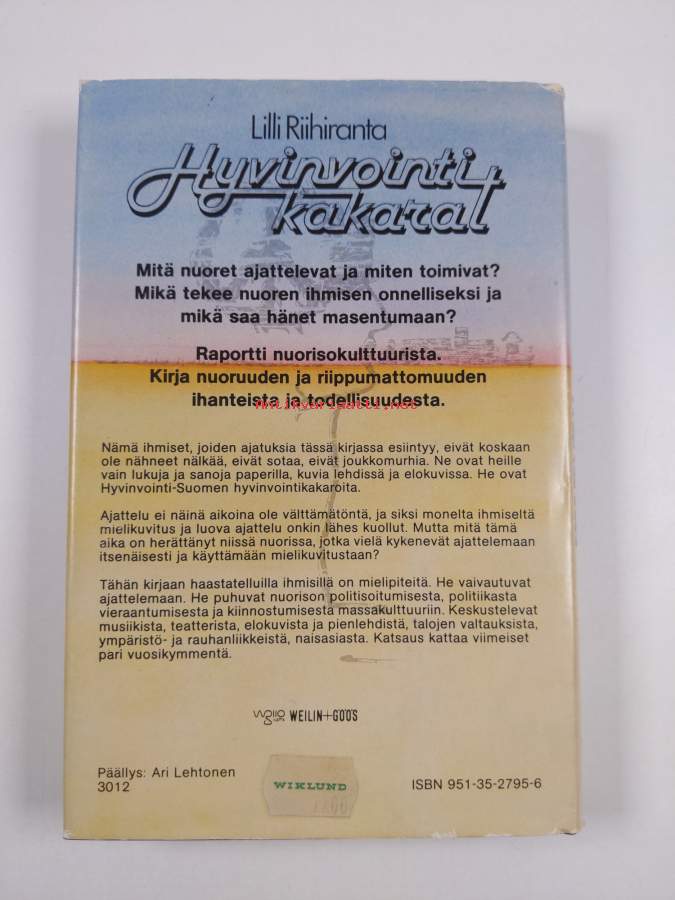 Lilli Riihiranta
Hyvinvointi
kakarat
Mitä nuoret ajattelevat ja miten toimivat?
Mikä tekee nuoren ihmisen onnelliseksi ja
mikä saa hänet masentumaan?
Raportti nuorisokulttuurista.
Kirja nuoruuden ja riippumattomuuden
ihanteista ja todellisuudesta.
Antikvariaatti.net
Nämä ihmiset, joiden ajatuksia tässä kirjassa esiintyy, eivät koskaan
ole nähneet nälkää, eivät sotaa, eivät joukkomurhia. Ne ovat heille
vain lukuja ja sanoja paperilla, kuvia lehdissä ja elokuvissa. He ovat
Hyvinvointi-Suomen hyvinvointikakaroita.
Ajattelu ei näinä aikoina ole välttämätöntä, ja siksi monelta ihmiseltä
mielikuvitus ja luova ajattelu onkin lähes kuollut. Mutta mitä tämä
aika on herättänyt niissä nuorissa, jotka vielä kykenevät ajattelemaan
itsenäisesti ja käyttämään mielikuvitustaan?
Tähän kirjaan haastatelluilla ihmisillä on mielipiteitä. He vaivautuvat
ajattelemaan. He puhuvat nuorison politisoitumisesta, politiikasta
vieraantumisesta ja kiinnostumisesta massakulttuuriin. Keskustelevat
musiikista, teatterista, elokuvista ja pienlehdistä, talojen valtauksista,
ympäristö- ja rauhanliikkeistä, naisasiasta. Katsaus kattaa viimeiset
pari vuosikymmentä.
WEILIN+GÖÖS
Päällys: Ari Lehtonen
3012
WIKLUND
ISBN 951-35-2795-6